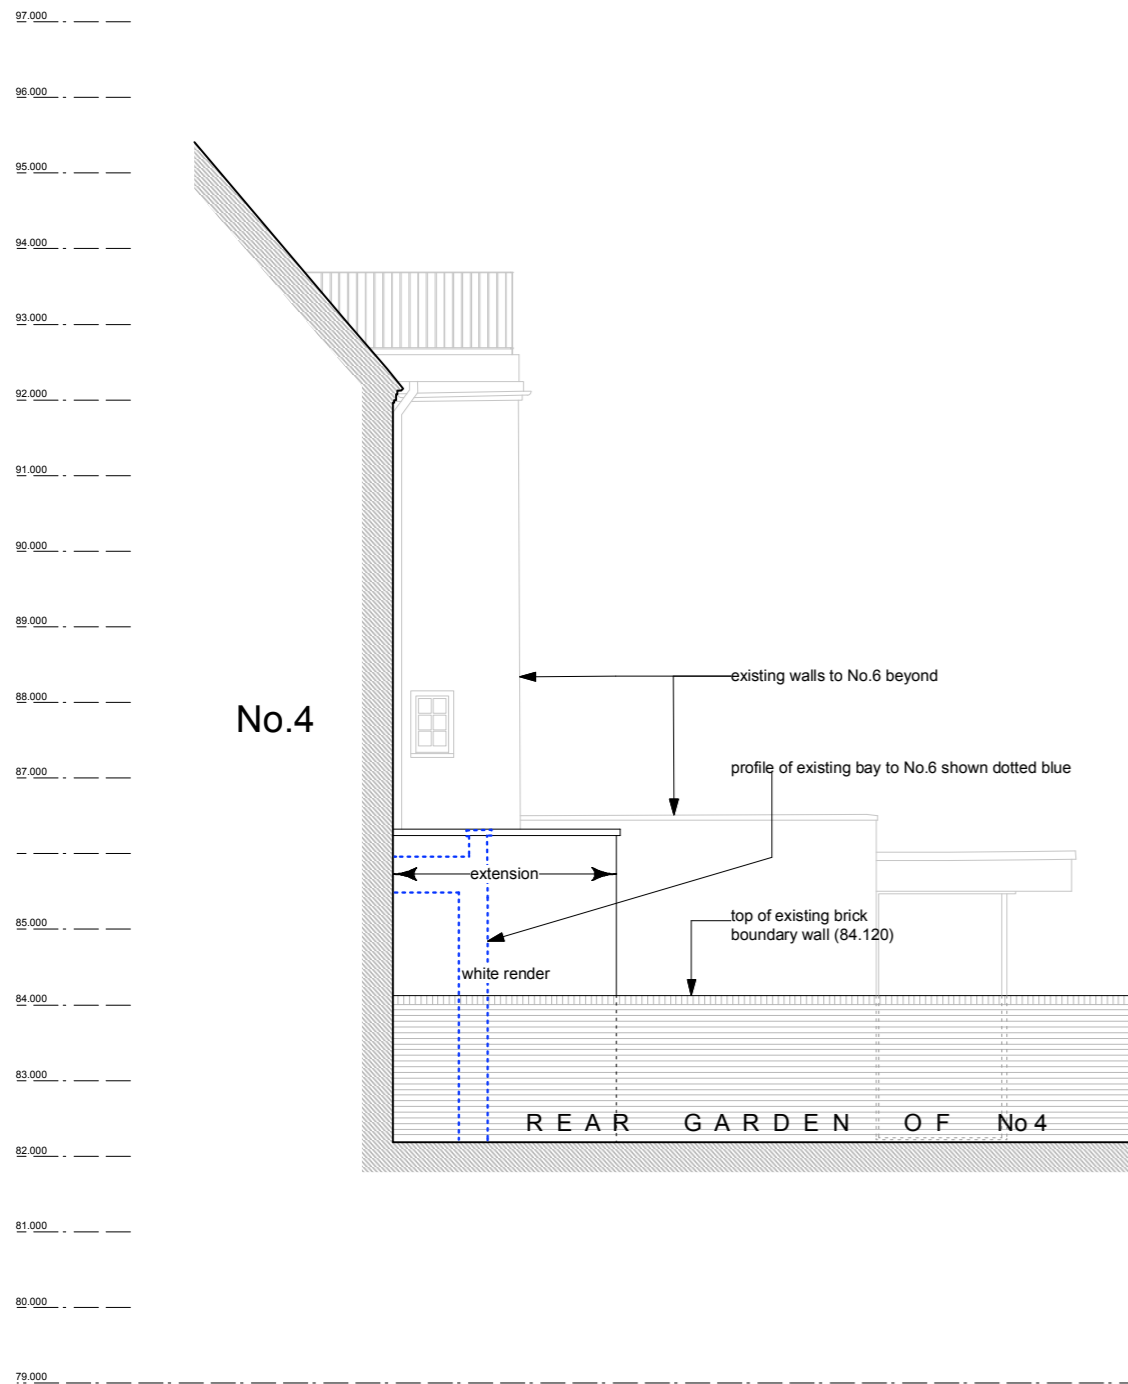 97.000
96.000
95.000
94.000
93.000
92.000
91.000
90.000
89.000
88.000
87.000
85.000
84.000
83.000
82.000
81.000
80.000
79.000
No.4
existing walls to No.6 beyond
profile of existing bay to No.6 shown dotted blue
extension
top of existing brick
boundary wall (84.120)
white render
REAR GARDEN OF No 4